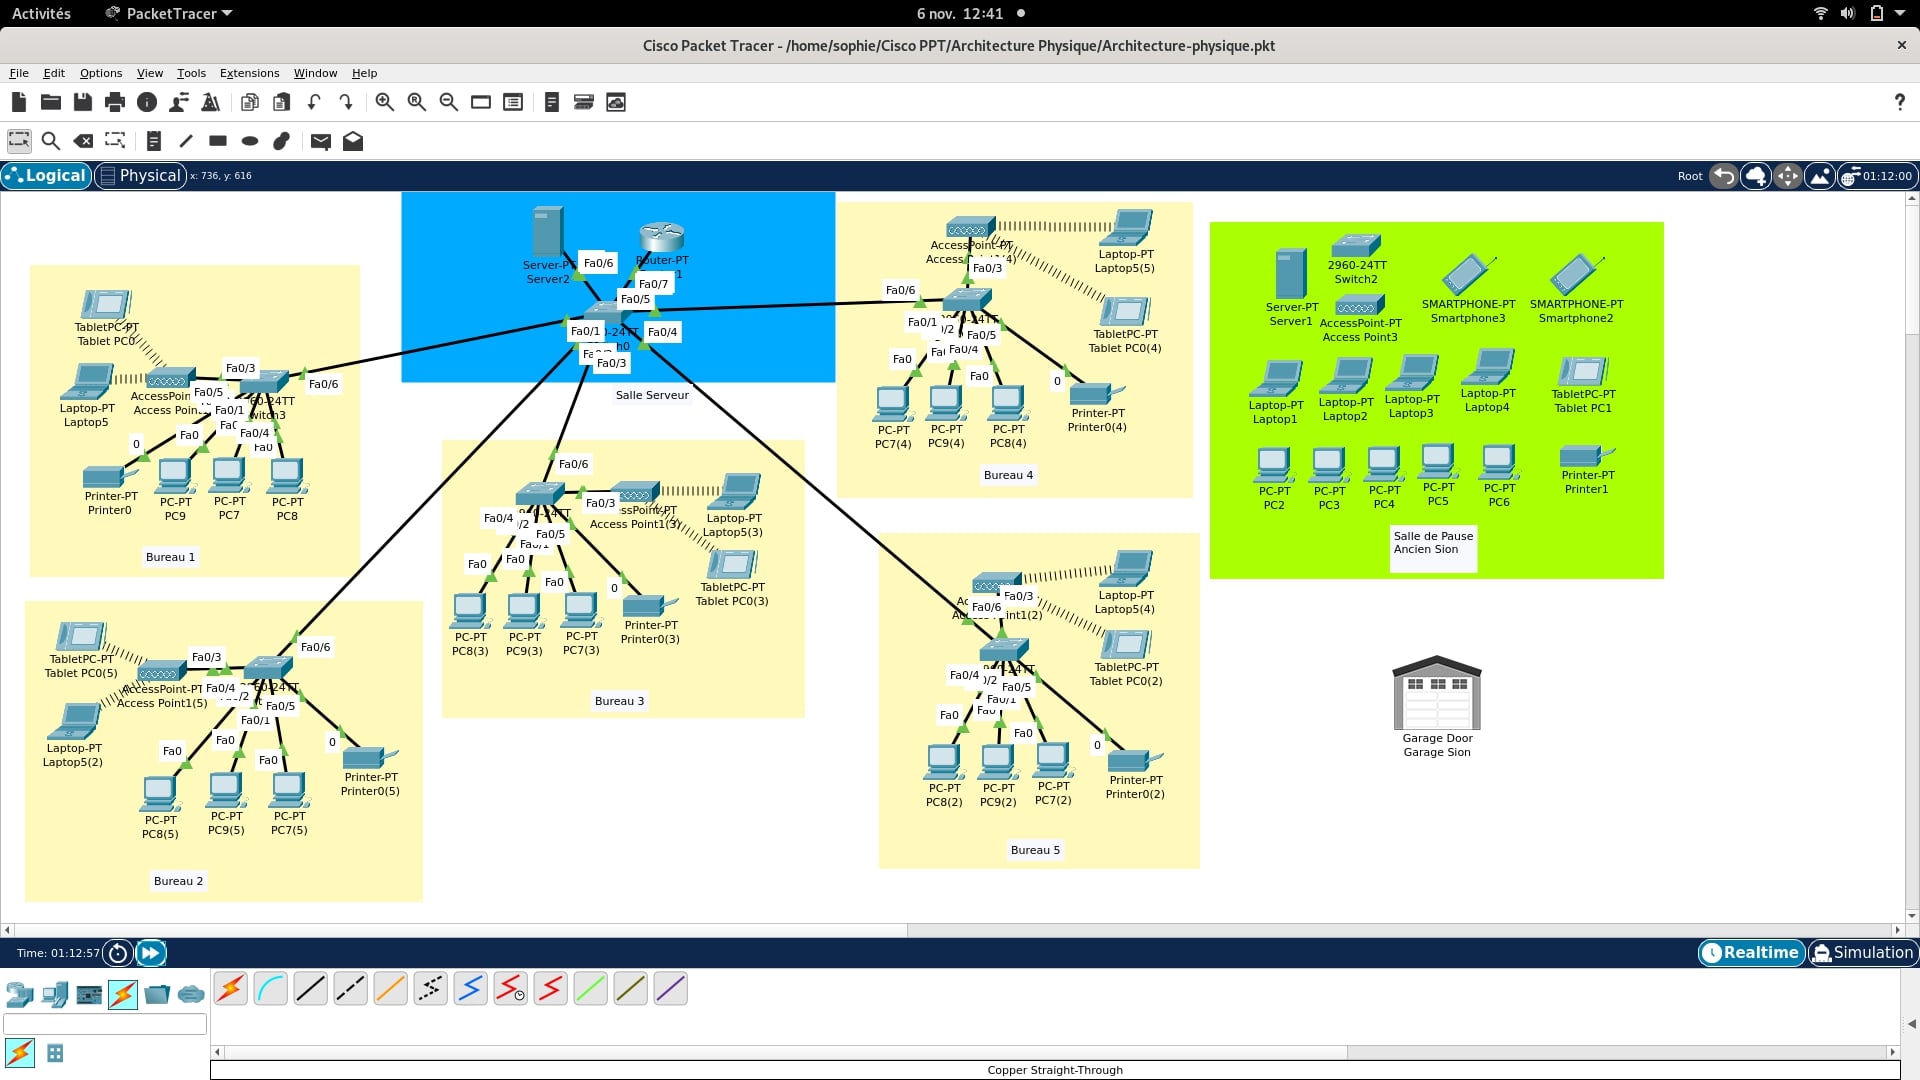 Activités
PacketTracer
6 nov. 12:41
Cisco Packet Tracer - /home/sophie/Cisco PPT/Architecture Physique/Architecture-physique.pkt
File Edit Options View Tools Extensions Window Help
Logical
Physical
x: 736, y: 616
Root
01:12:00
Server2
Fa0/6
Router-PT
Fa0/7
Fa0/5
Fa0/1
Fa0/4
Fa0/3
Salle Serveur
TabletPC-PT
Tablet PC0
Laptop-PT
Laptop5
Fa0/3
Fa0/6
Fa0/5
Fa0/1
Fa0/4
Fa0
Fa0
0
Printer-PT
Printer0
PC-PT
PC9
PC-PT
PC7
PC-PT
PC8
Bureau 1
TabletPC-PT
Tablet PC0(5)
Laptop-PT
Laptop5(2)
AccessPoint-PT
Access Point1(5)
Fa0/3
Fa0/6
Fa0/4
Fa0/5
Fa0/1
Fa0
Fa0
Fa0
0
PC-PT
PC8(5)
PC-PT
PC9(5)
PC-PT
PC7(5)
Printer-PT
Printer0(5)
Bureau 2
Fa0/6
Fa0/3
Access Point1(3)
Laptop-PT
Laptop5(3)
TabletPC-PT
Tablet PC0(3)
Fa0/4
Fa0/5
Fa0
Fa0
Fa0
0
PC-PT
PC8(3)
PC-PT
PC9(3)
PC-PT
PC7(3)
Printer-PT
Printer0(3)
Bureau 3
AccessPoint-PT
Laptop-PT
Laptop5(5)
TabletPC-PT
Tablet PC0(4)
Fa0/3
Fa0/6
Fa0/1
Fa0/5
Fa0/4
Fa0
Fa0
0
PC-PT
PC7(4)
PC-PT
PC9(4)
PC-PT
PC8(4)
Printer-PT
Printer0(4)
Bureau 4
Fa0/3
Fa0/6
Laptop-PT
Laptop5(4)
TabletPC-PT
Tablet PC0(2)
Fa0/4
Fa0/5
Fa0/1
Fa0
Fa0
Fa0
0
PC-PT
PC8(2)
PC-PT
PC9(2)
PC-PT
PC7(2)
Printer-PT
Printer0(2)
Bureau 5
Server-PT
Server1
2960-24TT
Switch2
AccessPoint-PT
Access Point3
SMARTPHONE-PT
Smartphone3
SMARTPHONE-PT
Smartphone2
Laptop-PT
Laptop1
Laptop-PT
Laptop2
Laptop-PT
Laptop3
Laptop-PT
Laptop4
TabletPC-PT
Tablet PC1
PC-PT
PC2
PC-PT
PC3
PC-PT
PC4
PC-PT
PC5
PC-PT
PC6
Printer-PT
Printer1
Salle de Pause
Ancien Sion
Garage Door
Garage Sion
Time: 01:12:57
Realtime
Simulation
Copper Straight-Through